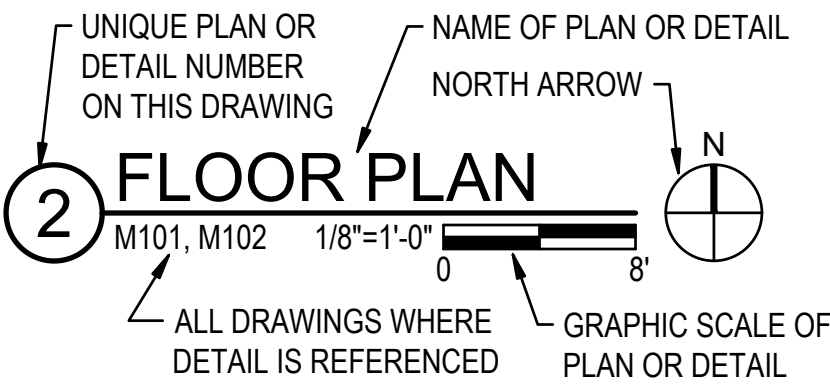 UNIQUE PLAN OR
DETAIL NUMBER
ON THIS DRAWING
NAME OF PLAN OR DETAIL
NORTH ARROW
N
2
FLOOR PLAN
M101, M102 1/8"=1'-0"
0 8'
ALL DRAWINGS WHERE
DETAIL IS REFERENCED
GRAPHIC SCALE OF
PLAN OR DETAIL